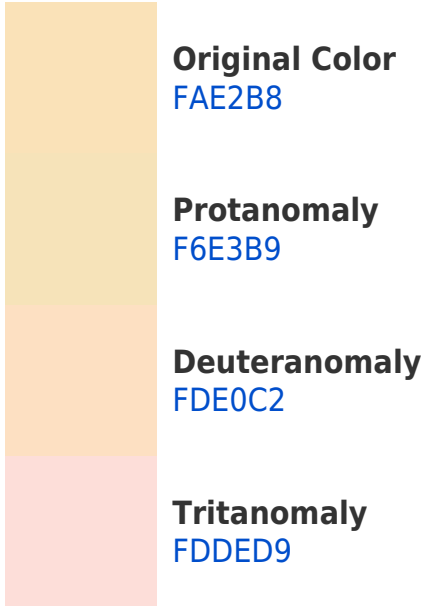 Original Color
FAE2B8
Protanomaly
F6E3B9
Deuteranomaly
FDE0C2
Tritanomaly
FDDED9